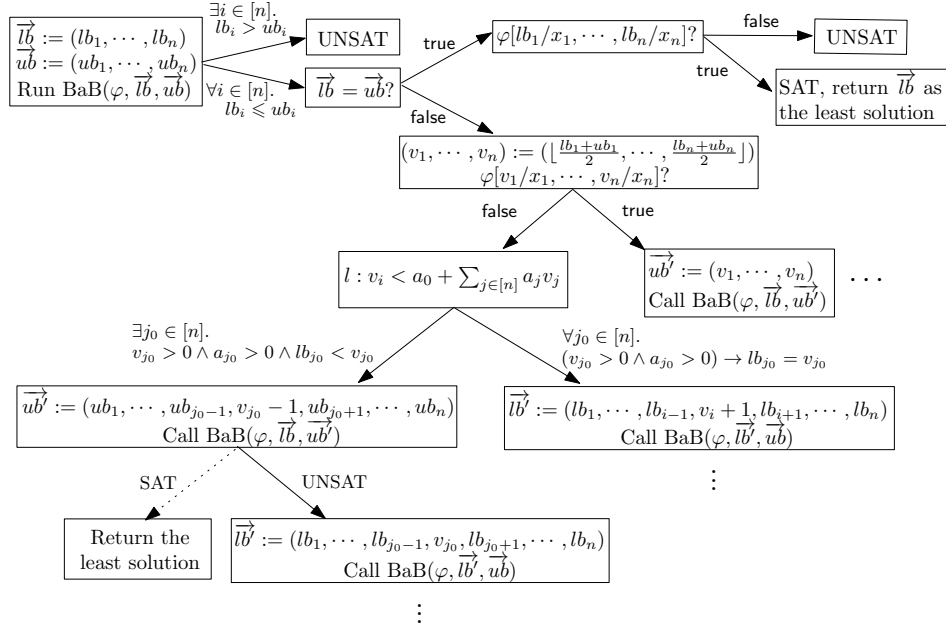 $\overrightarrow{lb} := (lb_1, \cdots, lb_n)$
$\overrightarrow{ub} := (ub_1, \cdots, ub_n)$
Run BaB($\varphi, \overrightarrow{lb}, \overrightarrow{ub}$)
$\exists i \in [n].$
$lb_i > ub_i$
UNSAT
$\forall i \in [n].$
$lb_i \leqslant ub_i$
$\overrightarrow{lb} = \overrightarrow{ub}$?
true
$\varphi[lb_1/x_1, \cdots, lb_n/x_n]$?
false
UNSAT
true
SAT, return $\overrightarrow{lb}$ as
the least solution
false
$(v_1, \cdots, v_n) := (\lfloor \frac{lb_1+ub_1}{2}, \cdots, \frac{lb_n+ub_n}{2} \rfloor)$
$\varphi[v_1/x_1, \cdots, v_n/x_n]$?
false
true
$l : v_i < a_0 + \sum_{j \in [n]} a_j v_j$
$\overrightarrow{ub'} := (v_1, \cdots, v_n)$
Call BaB($\varphi, \overrightarrow{lb}, \overrightarrow{ub'}$)
$\cdots$
$\exists j_0 \in [n].$
$v_{j_0} > 0 \wedge a_{j_0} > 0 \wedge lb_{j_0} < v_{j_0}$
$\forall j_0 \in [n].$
$(v_{j_0} > 0 \wedge a_{j_0} > 0) \rightarrow lb_{j_0} = v_{j_0}$
$\overrightarrow{ub'} := (ub_1, \cdots, ub_{j_0-1}, v_{j_0} - 1, ub_{j_0+1}, \cdots, ub_n)$
Call BaB($\varphi, \overrightarrow{lb}, \overrightarrow{ub'}$)
$\overrightarrow{lb'} := (lb_1, \cdots, lb_{i-1}, v_i + 1, lb_{i+1}, \cdots, lb_n)$
Call BaB($\varphi, \overrightarrow{lb'}, \overrightarrow{ub}$)
$\vdots$
SAT
UNSAT
Return the
least solution
$\overrightarrow{lb'} := (lb_1, \cdots, lb_{j_0-1}, v_{j_0}, lb_{j_0+1}, \cdots, lb_n)$
Call BaB($\varphi, \overrightarrow{lb'}, \overrightarrow{ub}$)
$\vdots$